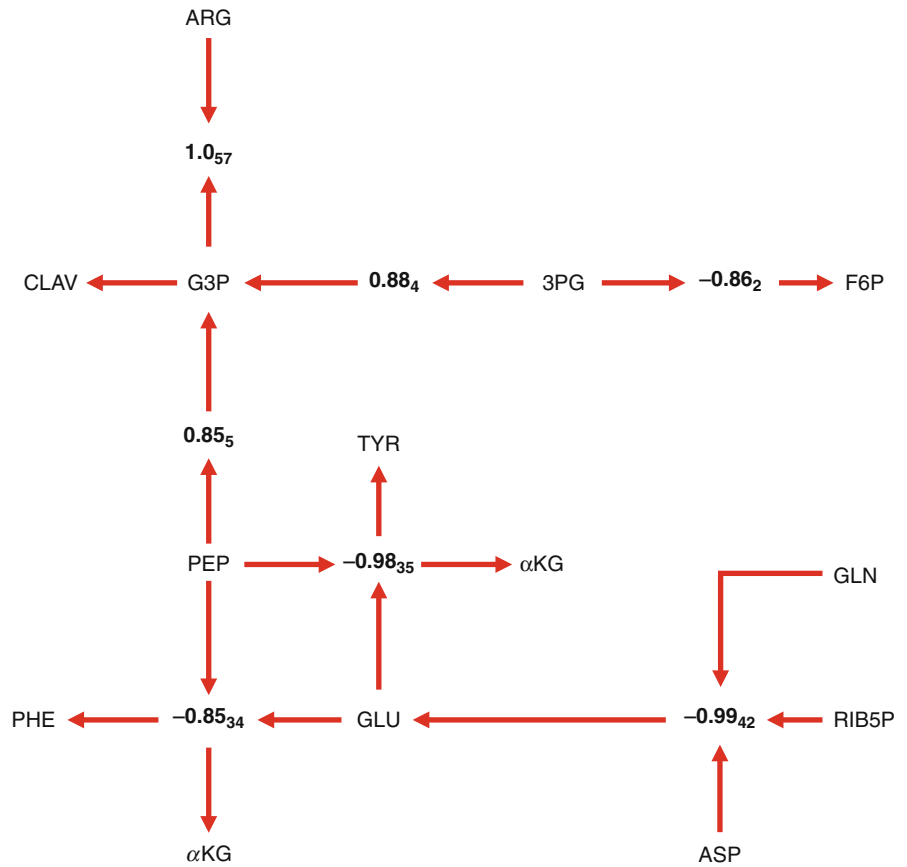 ARG
1.0₅₇
CLAV G3P 0.88₄ 3PG –0.86₂ F6P
0.85₅
TYR
PEP –0.98₃₅ αKG
GLN
PHE –0.85₃₄ GLU –0.99₄₂ RIB5P
αKG ASP